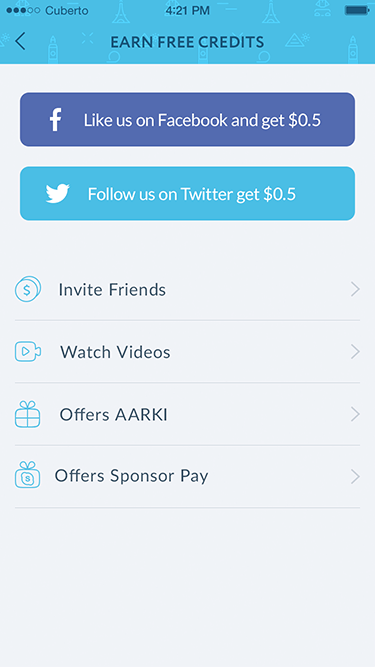 Cuberto 4:21 PM
EARN FREE CREDITS
Like us on Facebook and get $0.5
Follow us on Twitter get $0.5
Invite Friends
Watch Videos
Offers AARKI
Offers Sponsor Pay